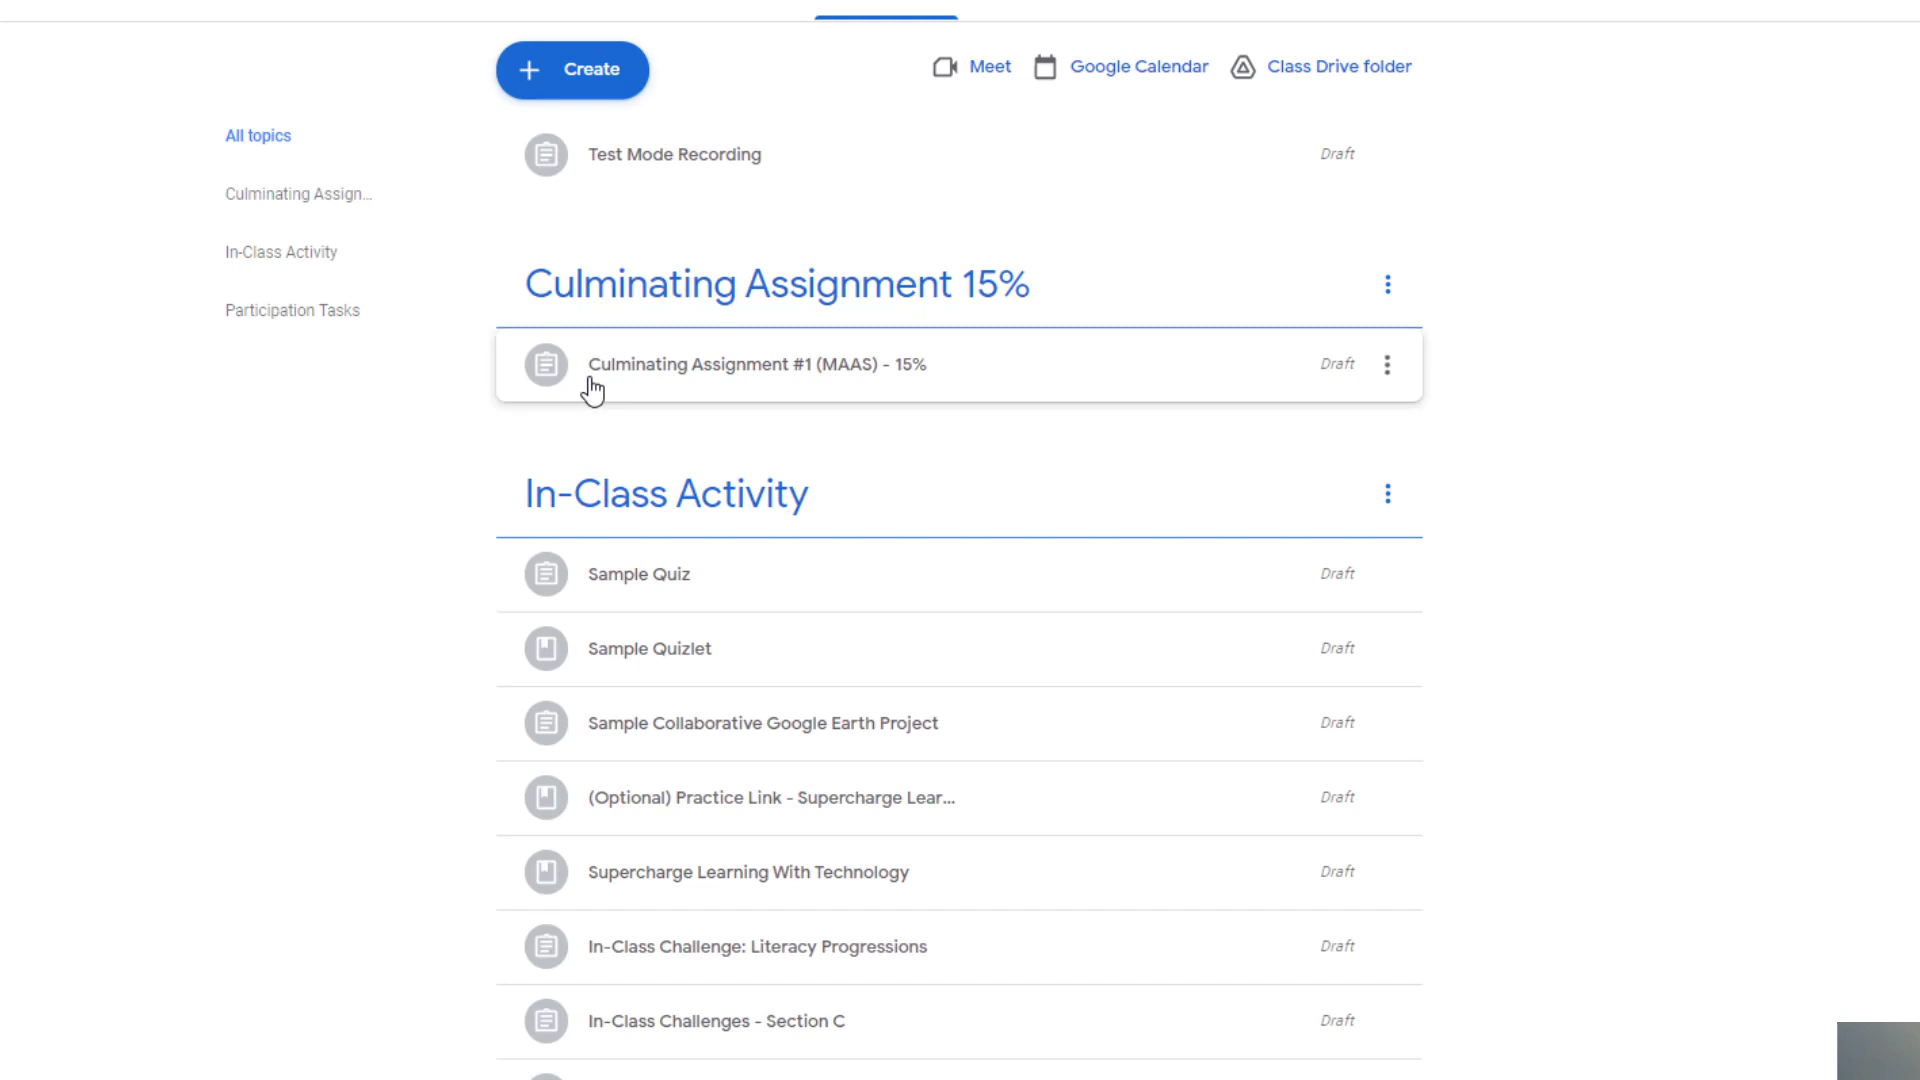 Create
Meet
Google Calendar
Class Drive folder
All topics
Culminating Assign...
In-Class Activity
Participation Tasks
Test Mode Recording
Draft
Culminating Assignment 15%
Culminating Assignment #1 (MAAS) - 15%
Draft
In-Class Activity
Sample Quiz
Draft
Sample Quizlet
Draft
Sample Collaborative Google Earth Project
Draft
(Optional) Practice Link - Supercharge Lear...
Draft
Supercharge Learning With Technology
Draft
In-Class Challenge: Literacy Progressions
Draft
In-Class Challenges - Section C
Draft